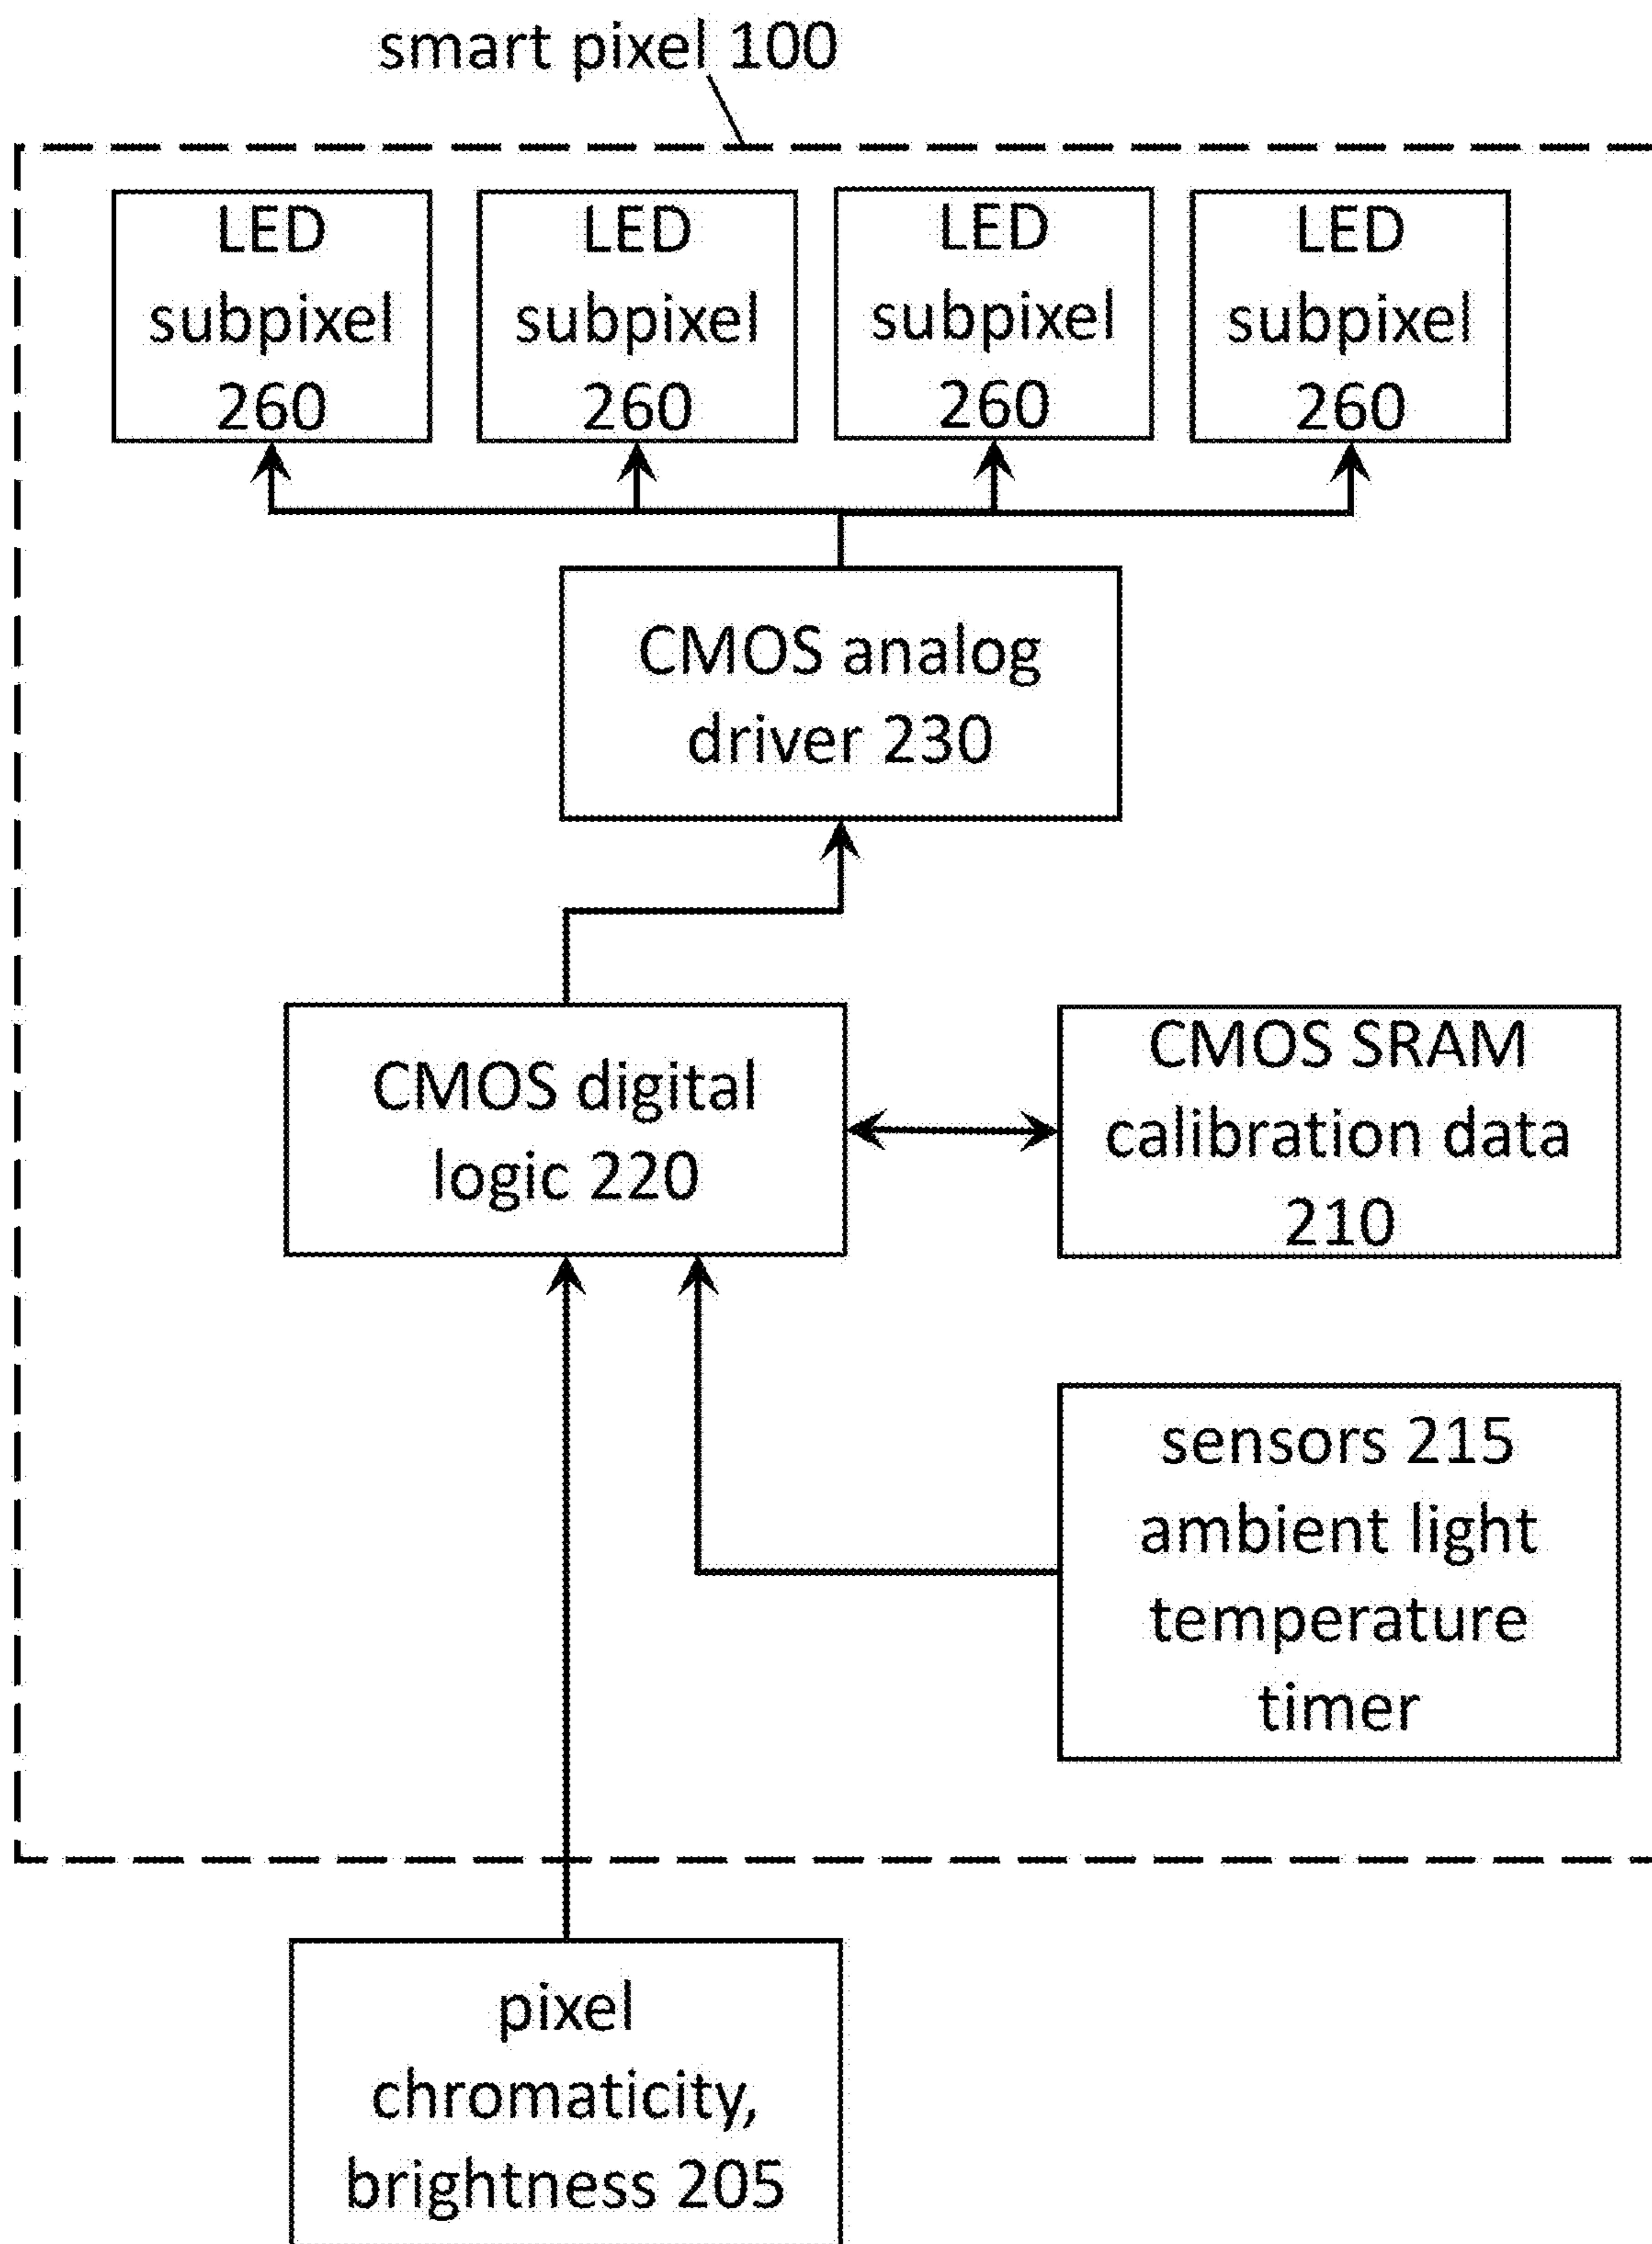 smart pixel 100
LED
subpixel
260
LED
subpixel
260
LED
subpixel
260
LED
subpixel
260
CMOS analog
driver 230
CMOS digital
logic 220
CMOS SRAM
calibration data
210
sensors 215
ambient light
temperature
timer
pixel
chromaticity,
brightness 205